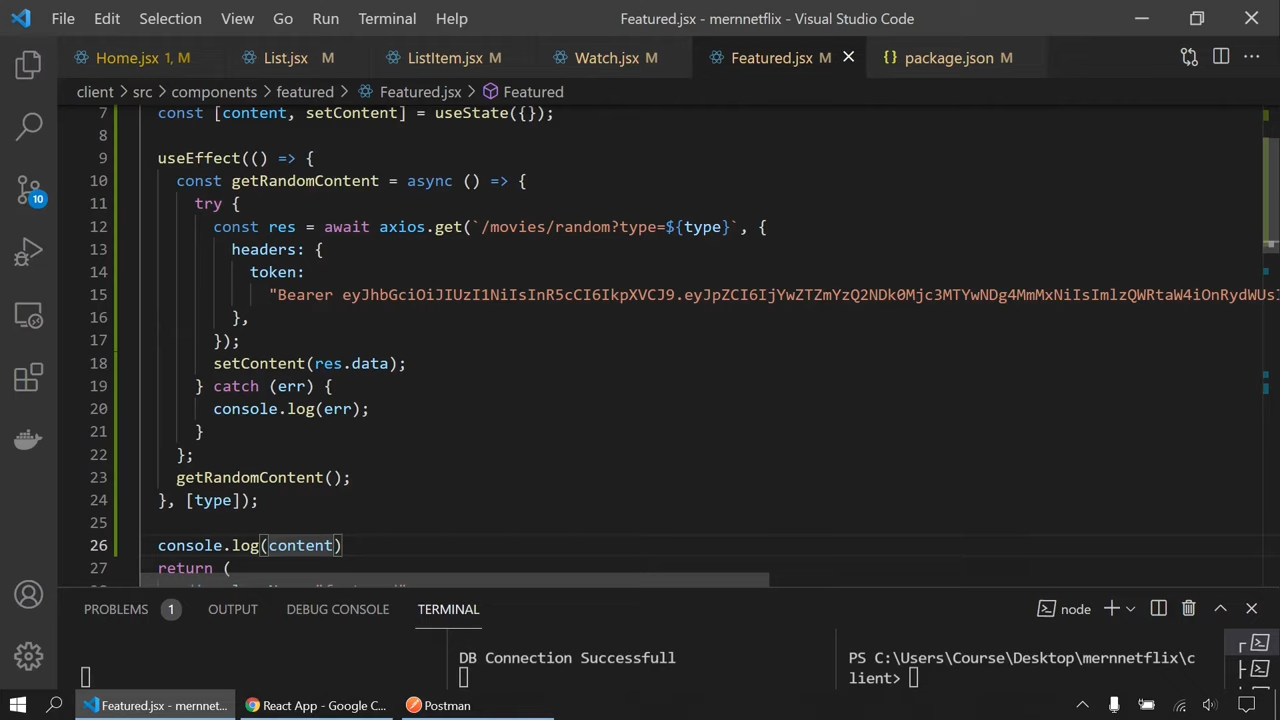 File Edit Selection View Go Run Terminal Help Featured.jsx - mernnetflix - Visual Studio Code
Home.jsx 1, M List.jsx M ListItem.jsx M Watch.jsx M Featured.jsx M {} package.json M
client > src > components > featured > Featured.jsx > Featured
7 const [content, setContent] = useState({});
8
9 useEffect(() => {
10 const getRandomContent = async () => {
11 try {
12 const res = await axios.get(`/movies/random?type=${type}`, {
13 headers: {
14 token:
15 "Bearer eyJhbGciOiJIUzI1NiIsInR5cCI6IkpXVCJ9.eyJpZCI6IjYwZTZmYzQ2NDk0Mjc3MTYwNDg4MmMxNiIsImlzQWRtaW4iOnRydWUsI
16 },
17 });
18 setContent(res.data);
19 } catch (err) {
20 console.log(err);
21 }
22 };
23 getRandomContent();
24 }, [type]);
25
26 console.log(content)
27 return (
10
PROBLEMS 1 OUTPUT DEBUG CONSOLE TERMINAL node
DB Connection Successfull
PS C:\Users\Course\Desktop\mernnetflix\c
lient>
Featured.jsx - mernnet... React App - Google C... Postman